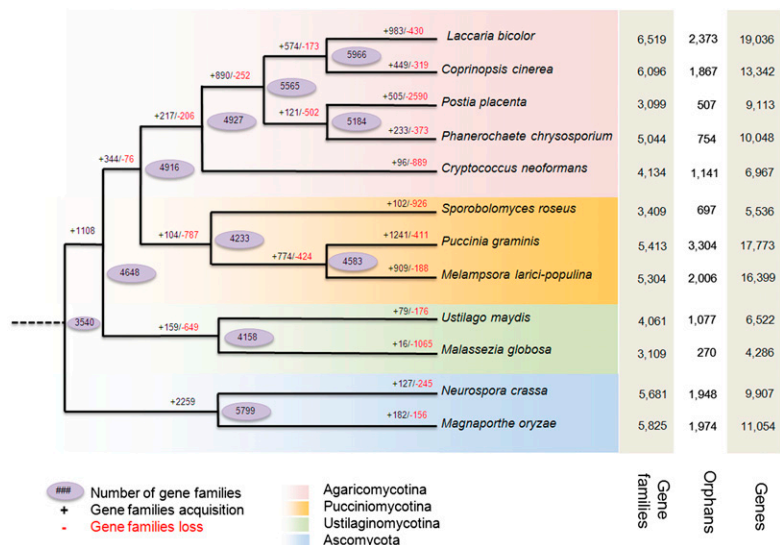 +983/-430
Laccaria bicolor 6,519 2,373 19,036
+574/-173
5966
+449/-319
Coprinopsis cinerea 6,096 1,867 13,342
+890/-252
5565
+505/-2590
Postia placenta 3,099 507 9,113
+217/-206
4927
+121/-502
5184
+233/-373
Phanerochaete chrysosporium 5,044 754 10,048
+344/-76
4916
+96/-889
Cryptococcus neoformans 4,134 1,141 6,967
+102/-926
Sporobolomyces roseus 3,409 697 5,536
+1108
+104/-787
4233
+1241/-411
Puccinia graminis 5,413 3,304 17,773
+774/-424
4583
4648
+909/-188
Melampsora larici-populina 5,304 2,006 16,399
3540
+79/-176
Ustilago maydis 4,061 1,077 6,522
+159/-649
4158
+16/-1065
Malassezia globosa 3,109 270 4,286
+127/-245
Neurospora crassa 5,681 1,948 9,907
+2259
5799
+182/-156
Magnaporthe oryzae 5,825 1,974 11,054
### Number of gene families
+ Gene families acquisition
- Gene families loss
Agaricomycotina
Pucciniomycotina
Ustilaginomycotina
Ascomycota
Gene
families
Orphans
Genes